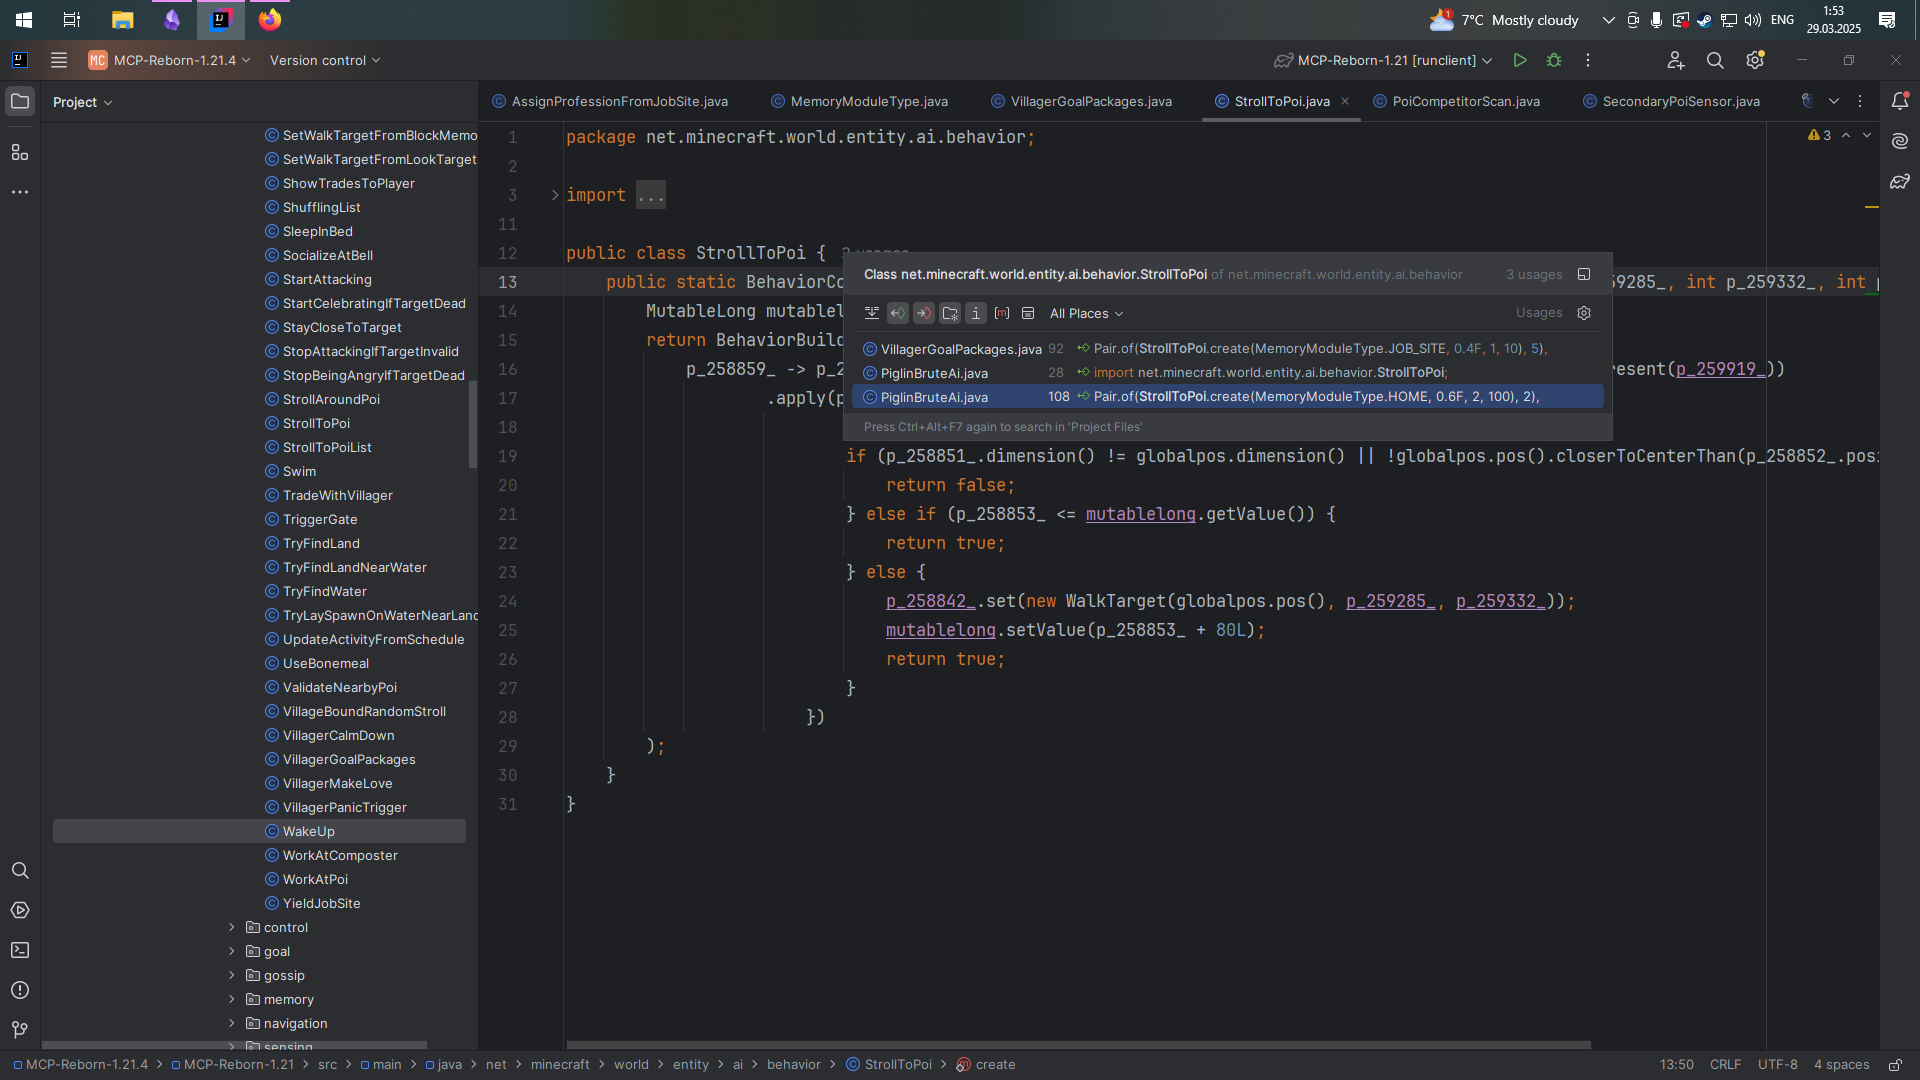 7°C Mostly cloudy
1
ENG
1:53
29.03.2025
MC MCP-Reborn-1.21.4
Version control
MCP-Reborn-1.21 [runclient]
Project
AssignProfessionFromJobSite.java
MemoryModuleType.java
VillagerGoalPackages.java
StrollToPoi.java
PoiCompetitorScan.java
SecondaryPoiSensor.java
SetWalkTargetFromBlockMemo
SetWalkTargetFromLookTarget
ShowTradesToPlayer
ShufflingList
SleepInBed
SocializeAtBell
StartAttacking
StartCelebratingIfTargetDead
StayCloseToTarget
StopAttackingIfTargetInvalid
StopBeingAngryIfTargetDead
StrollAroundPoi
StrollToPoi
StrollToPoiList
Swim
TradeWithVillager
TriggerGate
TryFindLand
TryFindLandNearWater
TryFindWater
TryLaySpawnOnWaterNearLand
UpdateActivityFromSchedule
UseBonemeal
ValidateNearbyPoi
VillageBoundRandomStroll
VillagerCalmDown
VillagerGoalPackages
VillagerMakeLove
VillagerPanicTrigger
WakeUp
WorkAtComposter
WorkAtPoi
YieldJobSite
control
goal
gossip
memory
navigation
sensing
3
1 package net.minecraft.world.entity.ai.behavior;
2
3 import ...
11
12 public class StrollToPoi {
13 public static BehaviorCo 9285_, int p_259332_, int p
14 MutableLong mutablel
15 return BehaviorBuil
16 p_258859_ -> p_2 resent(p_259919_))
17 .apply(p
18
19 if (p_258851_.dimension() != globalpos.dimension() || !globalpos.pos().closerToCenterThan(p_258852_.posi
20 return false;
21 } else if (p_258853_ <= mutablelong.getValue()) {
22 return true;
23 } else {
24 p_258842_.set(new WalkTarget(globalpos.pos(), p_259285_, p_259332_));
25 mutablelong.setValue(p_258853_ + 80L);
26 return true;
27 }
28 })
29 );
30 }
31 }
Class net.minecraft.world.entity.ai.behavior.StrollToPoi of net.minecraft.world.entity.ai.behavior 3 usages
All Places
Usages
VillagerGoalPackages.java 92 Pair.of(StrollToPoi.create(MemoryModuleType.JOB_SITE, 0.4F, 1, 10), 5),
PiglinBruteAi.java 28 import net.minecraft.world.entity.ai.behavior.StrollToPoi;
PiglinBruteAi.java 108 Pair.of(StrollToPoi.create(MemoryModuleType.HOME, 0.6F, 2, 100), 2),
Press Ctrl+Alt+F7 again to search in 'Project Files'
MCP-Reborn-1.21.4 > MCP-Reborn-1.21 > src > main > java > net > minecraft > world > entity > ai > behavior > StrollToPoi > create
13:50 CRLF UTF-8 4 spaces